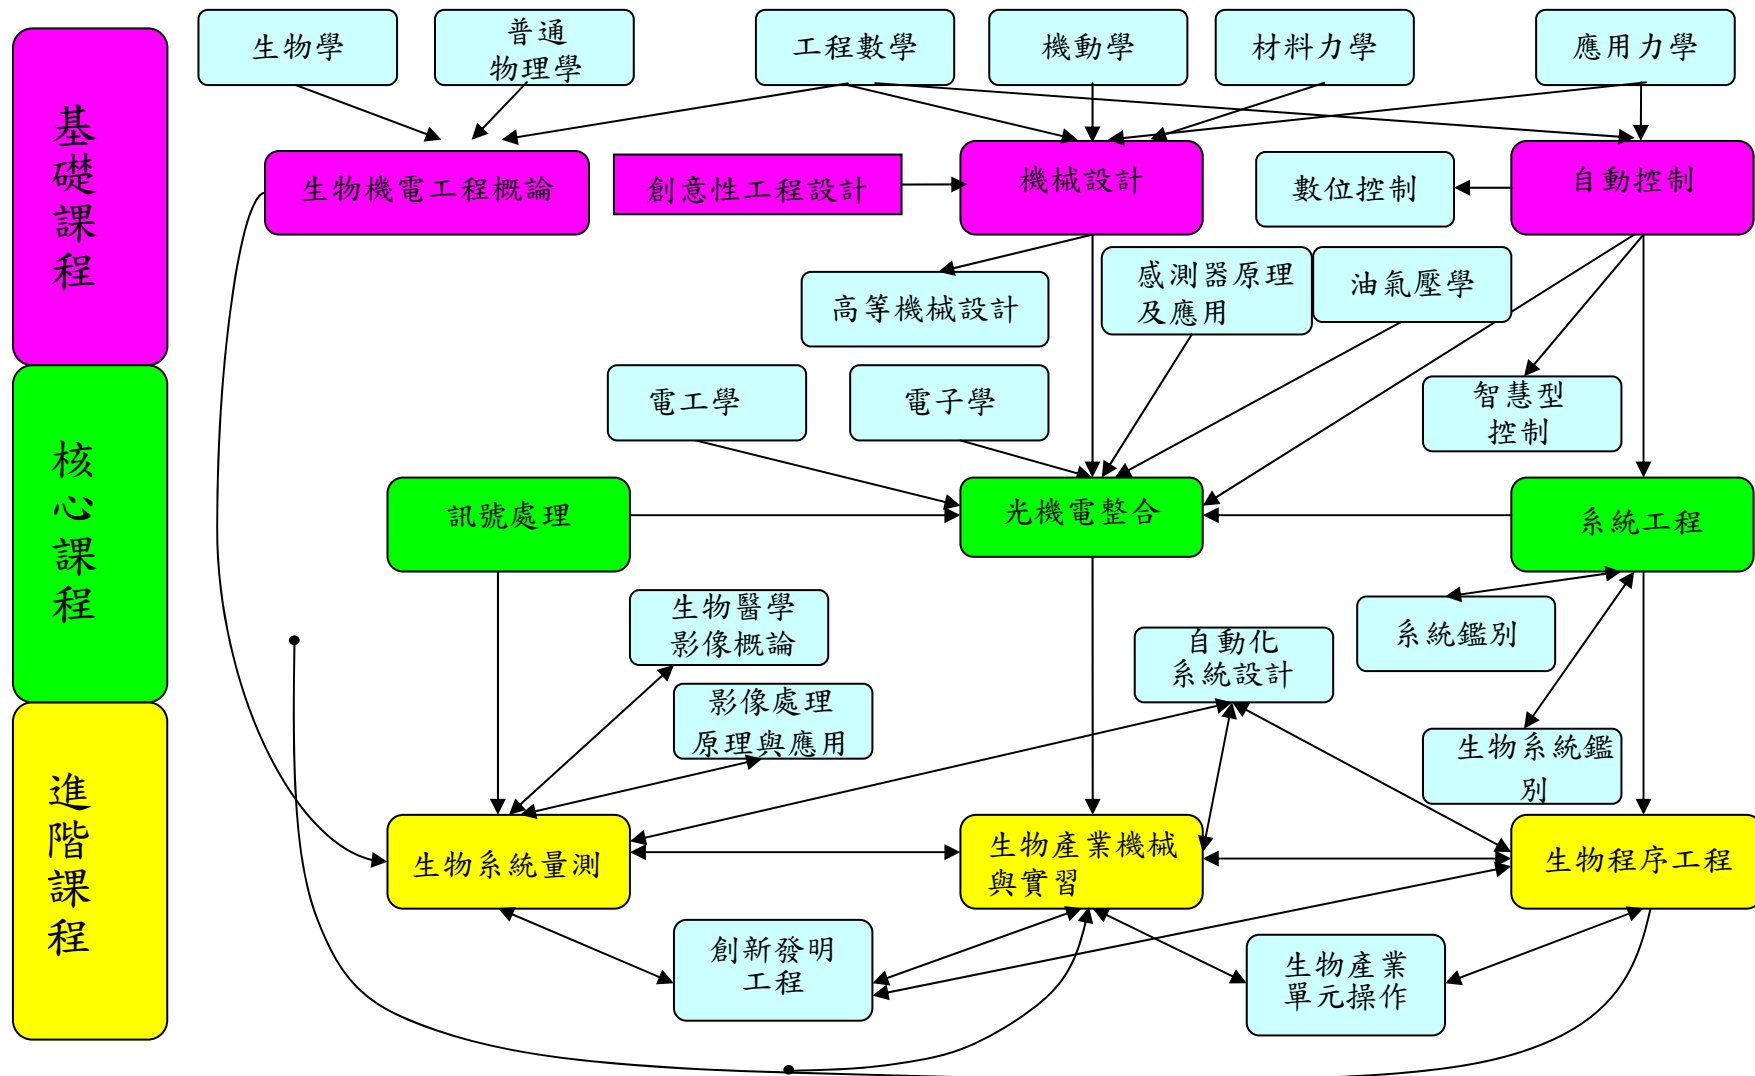 生物學
普通
物理學
工程數學
機動學
材料力學
應用力學
基礎課程
生物機電工程概論
創意性工程設計
機械設計
數位控制
自動控制
高等機械設計
感測器原理
及應用
油氣壓學
電工學
電子學
智慧型
控制
核心課程
訊號處理
光機電整合
系統工程
生物醫學
影像概論
自動化
系統設計
系統鑑別
影像處理
原理與應用
生物系統鑑
別
進階課程
生物系統量測
生物產業機械
與實習
生物程序工程
創新發明
工程
生物產業
單元操作